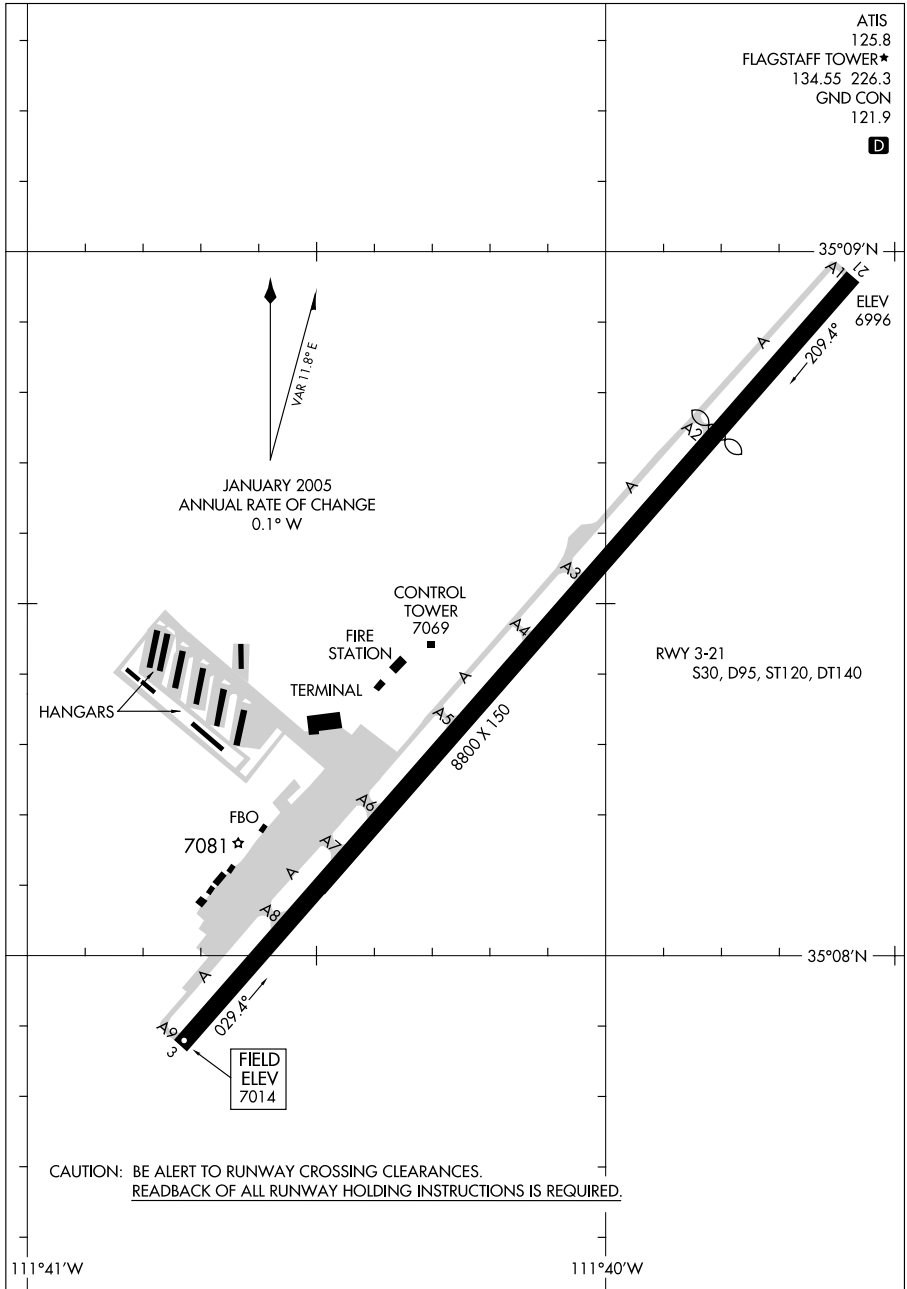 ATIS
125.8
FLAGSTAFF TOWER★
134.55 226.3
GND CON
121.9
D
35°09'N
A1
21
ELEV
6996
A
209.4°
VAR 11.8° E
A2
JANUARY 2005
ANNUAL RATE OF CHANGE
0.1° W
A
A3
CONTROL
TOWER
7069
A4
FIRE
STATION
RWY 3-21
S30, D95, ST120, DT140
A
TERMINAL
HANGARS
A5
8800 X 150
A6
FBO
7081
A7
A
A8
35°08'N
A
029.4°
A9
3
FIELD
ELEV
7014
CAUTION: BE ALERT TO RUNWAY CROSSING CLEARANCES.
READBACK OF ALL RUNWAY HOLDING INSTRUCTIONS IS REQUIRED.
111°41'W
111°40'W